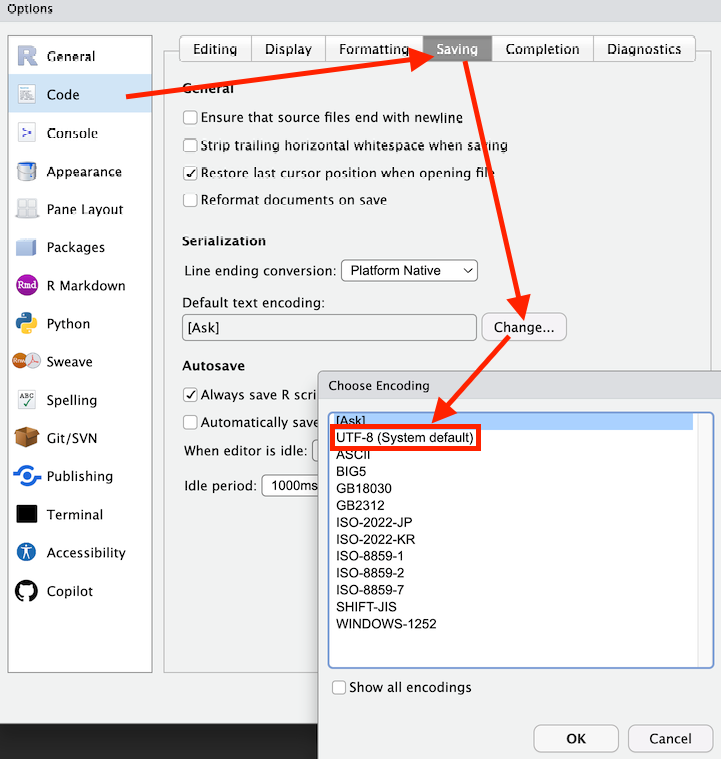 Options
General
Code
Console
Appearance
Pane Layout
Packages
Rmd R Markdown
Python
Rnw Sweave
ABC Spelling
Git/SVN
Publishing
Terminal
Accessibility
Copilot
Editing Display Formatting Saving Completion Diagnostics
General
Ensure that source files end with newline
Strip trailing horizontal whitespace when saving
Restore last cursor position when opening file
Reformat documents on save
Serialization
Line ending conversion: Platform Native
Default text encoding:
[Ask] Change...
Autosave
Always save R scri
Automatically save
When editor is idle:
Idle period: 1000ms
Choose Encoding
[Ask]
UTF-8 (System default)
ASCII
BIG5
GB18030
GB2312
ISO-2022-JP
ISO-2022-KR
ISO-8859-1
ISO-8859-2
ISO-8859-7
SHIFT-JIS
WINDOWS-1252
Show all encodings
OK Cancel